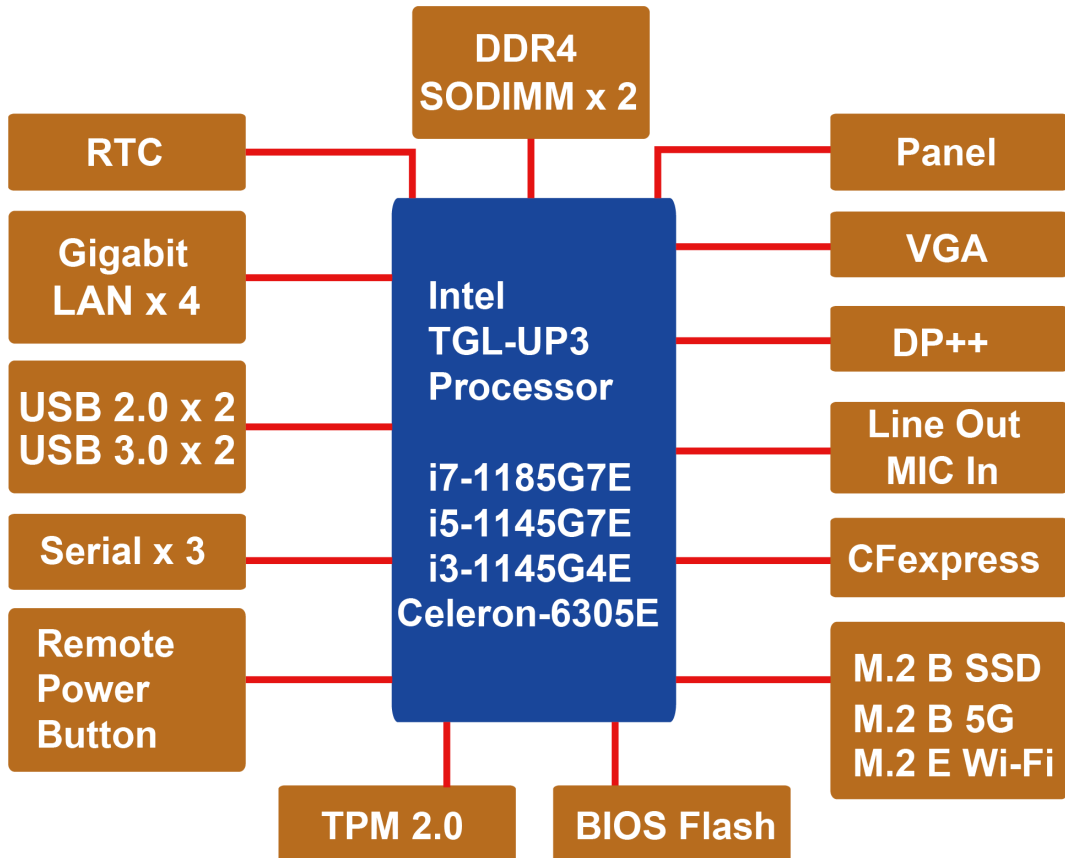 DDR4
SODIMM x 2
RTC
Panel
Gigabit
LAN x 4
VGA
Intel
TGL-UP3
Processor
DP++
USB 2.0 x 2
USB 3.0 x 2
Line Out
MIC In
i7-1185G7E
i5-1145G7E
i3-1145G4E
Celeron-6305E
Serial x 3
CFexpress
Remote
Power
Button
M.2 B SSD
M.2 B 5G
M.2 E Wi-Fi
TPM 2.0
BIOS Flash